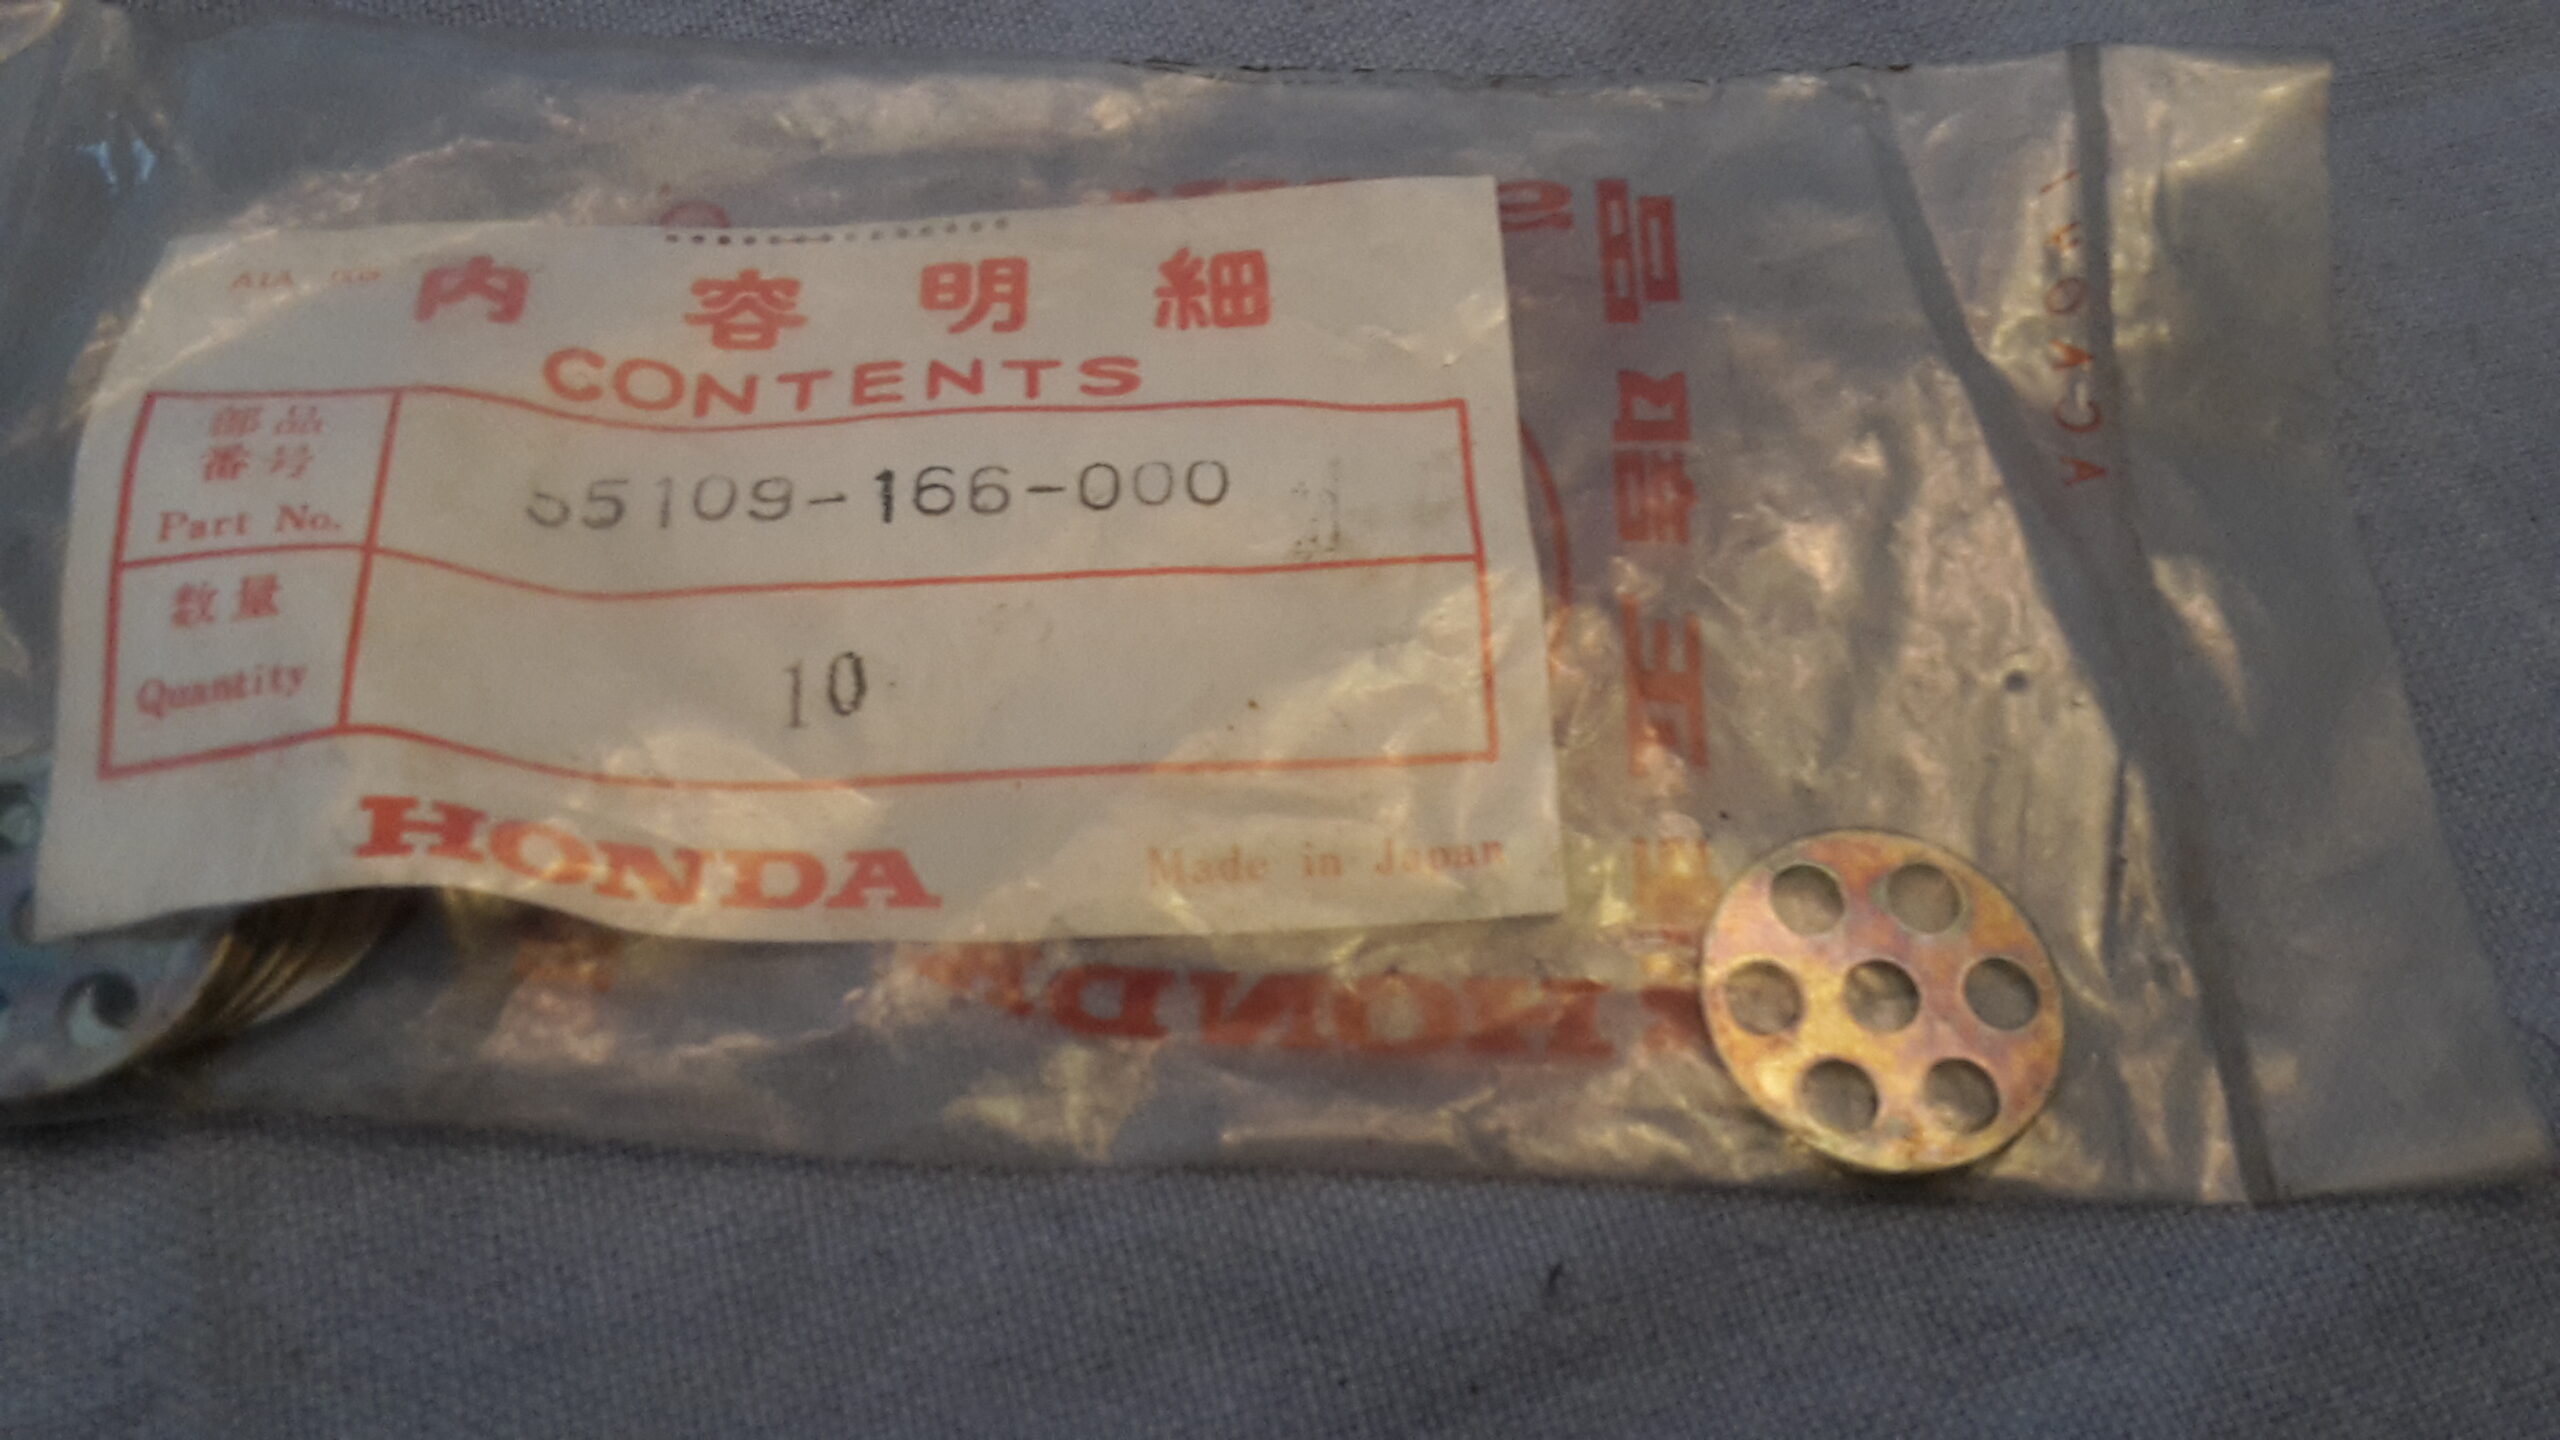 内容明細
CONTENTS
部品
番号
Part No.
55109-166-000
数量
Quantity
10
HONDA
Made in Japan
HONDA